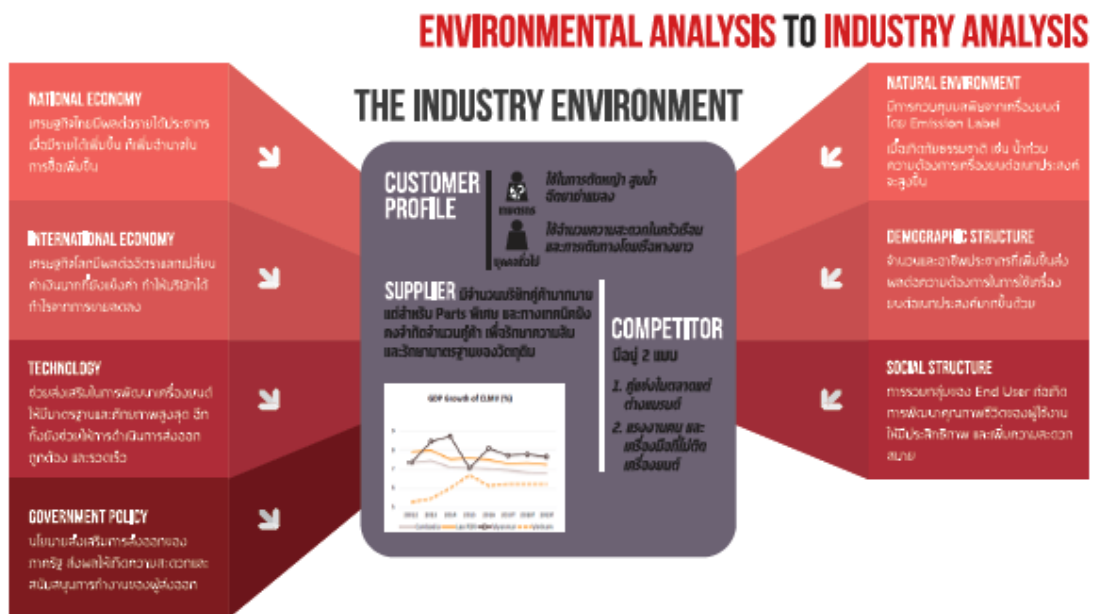 ENVIRONMENTAL ANALYSIS TO INDUSTRY ANALYSIS
NATIONAL ECONOMY
เศรษฐกิจไทยมีผลต่อรายได้ประชากร
เมื่อมีรายได้เพิ่มขึ้น ก็เพิ่มอำนาจใน
การซื้อเพิ่มขึ้น
INTERNATIONAL ECONOMY
เศรษฐกิจโลกมีผลต่ออัตราแลกเปลี่ยน
ค่าเงินบาทที่ยังแข็งค่า ทำให้บริษัทได้
กำไรจากการขายลดลง
TECHNOLOGY
ช่วยส่งเสริมในการพัฒนาเครื่องยนต์
ให้มีมาตรฐานและศักยภาพสูงสุด อีก
ทั้งยังช่วยให้การดำเนินการส่งออก
ถูกต้อง และรวดเร็ว
GOVERNMENT POLICY
นโยบายส่งเสริมการส่งออกของ
ภาครัฐ ส่งผลให้เกิดความสะดวกและ
สนับสนุนการทำงานของผู้ส่งออก
THE INDUSTRY ENVIRONMENT
CUSTOMER
PROFILE
เกษตรกร
ใช้ในการตัดหญ้า สูบน้ำ
ฉีดยาฆ่าแมลง
บุคคลทั่วไป
ใช้อำนวยความสะดวกในครัวเรือน
และการเดินทางโดยเรือหางยาว
SUPPLIER มีจำนวนบริษัทคู่ค้ามากมาย
แต่สำหรับ Parts พิเศษ และทางเทคนิคยัง
คงจำกัดจำนวนคู่ค้า เพื่อรักษาความลับ
และรักษามาตรฐานของวัตถุดิบ
GDP Growth of CLMV (%)
9
8
7
6
5
2012 2013 2014 2015 2016 2017F 2018F 2019F
Cambodia Lao PDR Myanmar Vietnam
COMPETITOR
มีอยู่ 2 แบบ
1. คู่แข่งในตลาดแต่
ต่างแบรนด์
2. แรงงานคน และ
เครื่องมือที่ไม่ติด
เครื่องยนต์
NATURAL ENVIRONMENT
มีการควบคุมมลพิษจากเครื่องยนต์
โดย Emission Label
เมื่อเกิดภัยธรรมชาติ เช่น น้ำท่วม
ความต้องการเครื่องยนต์อเนกประสงค์
จะสูงขึ้น
DEMOGRAPHIC STRUCTURE
จำนวนและอาชีพประชากรที่เพิ่มขึ้นส่ง
ผลต่อความต้องการในการใช้เครื่อง
ยนต์อเนกประสงค์มากขึ้นด้วย
SOCIAL STRUCTURE
การรวมกลุ่มของ End User ก่อเกิด
การพัฒนาคุณภาพชีวิตของผู้ใช้งาน
ให้มีประสิทธิภาพ และเพิ่มความสะดวก
สบาย